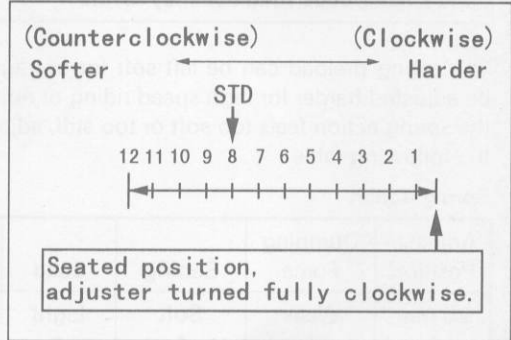 (Counterclockwise) (Clockwise)
Softer Harder
STD
12 11 10 9 8 7 6 5 4 3 2 1
Seated position,
adjuster turned fully clockwise.